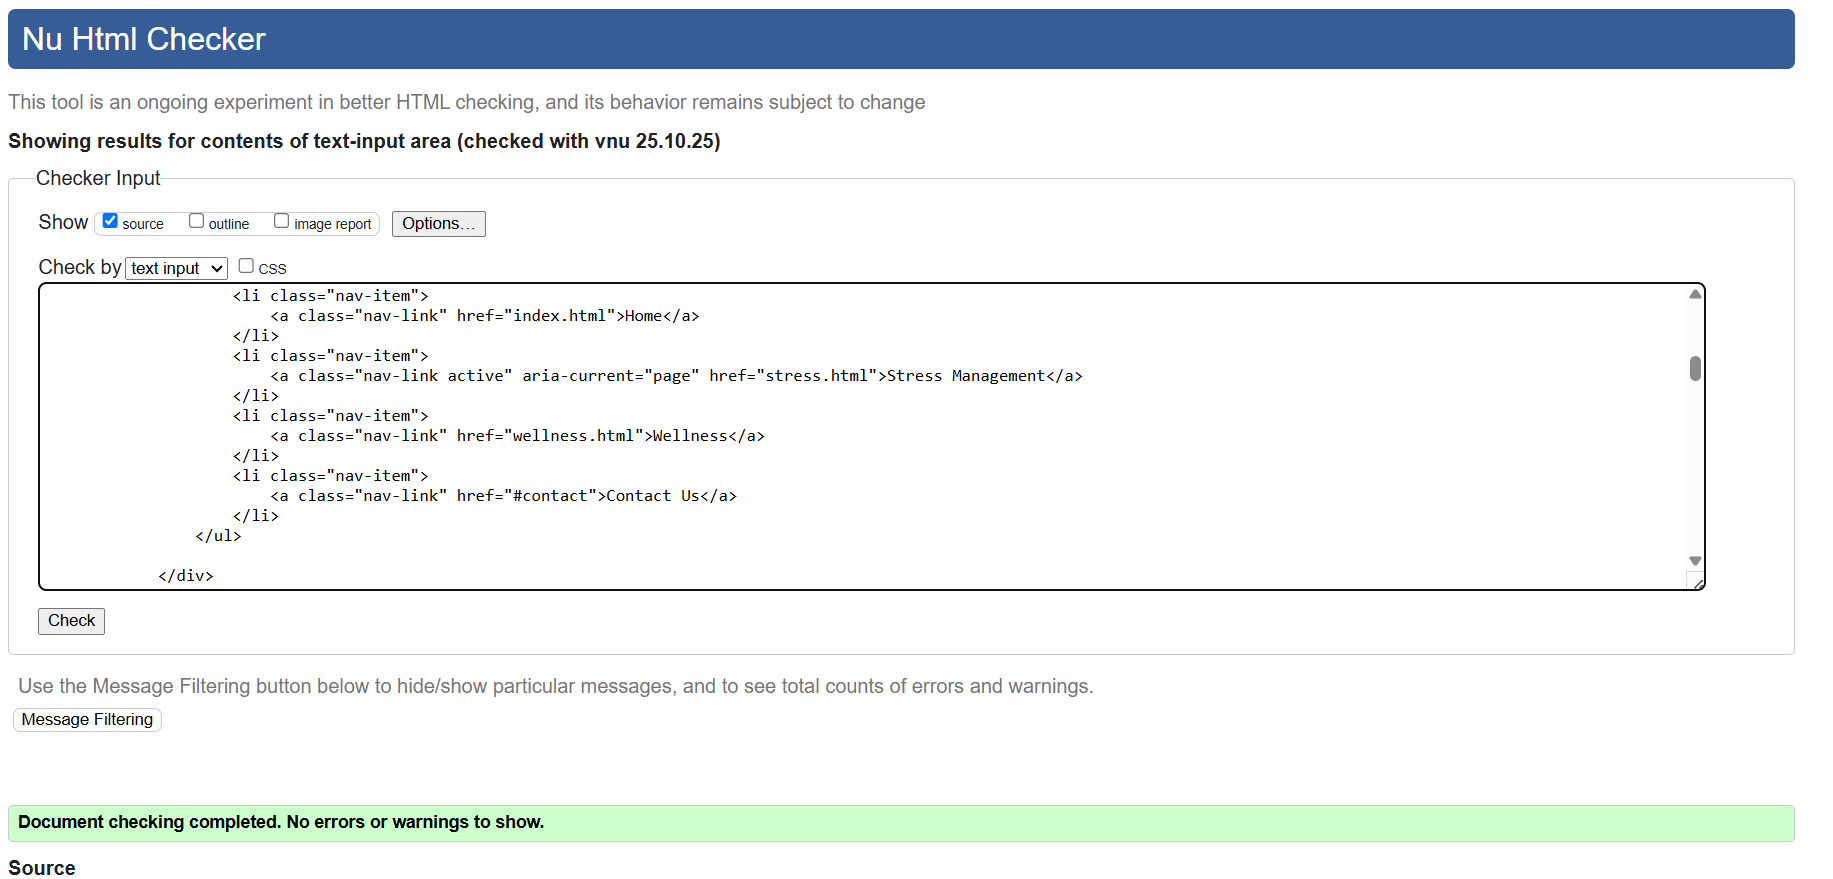 Nu Html Checker
This tool is an ongoing experiment in better HTML checking, and its behavior remains subject to change
Showing results for contents of text-input area (checked with vnu 25.10.25)
Checker Input
Show source outline image report Options…
Check by text input CSS
<li class="nav-item">
<a class="nav-link" href="index.html">Home</a>
</li>
<li class="nav-item">
<a class="nav-link active" aria-current="page" href="stress.html">Stress Management</a>
</li>
<li class="nav-item">
<a class="nav-link" href="wellness.html">Wellness</a>
</li>
<li class="nav-item">
<a class="nav-link" href="#contact">Contact Us</a>
</li>
</ul>
</div>
Check
Use the Message Filtering button below to hide/show particular messages, and to see total counts of errors and warnings.
Message Filtering
Document checking completed. No errors or warnings to show.
Source